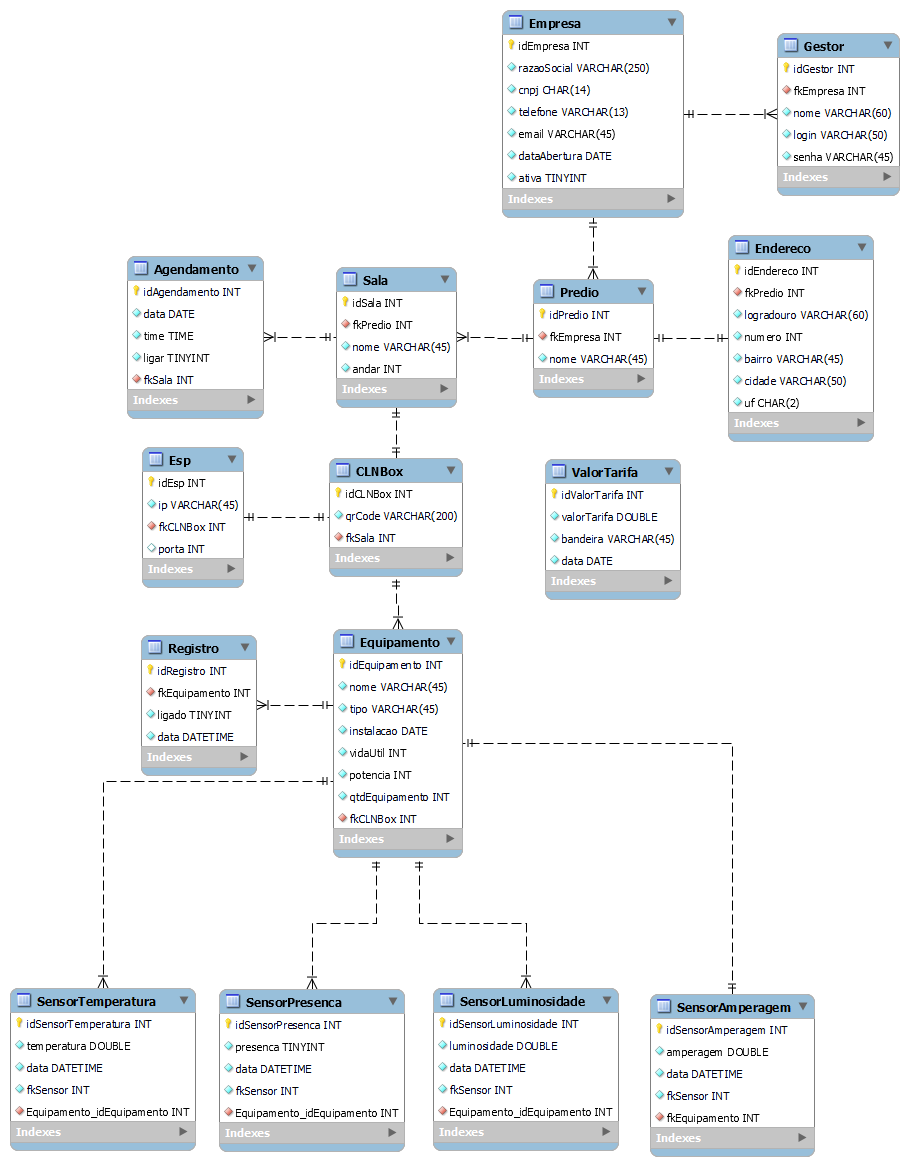 Empresa
idEmpresa INT
razaoSocial VARCHAR(250)
cnpj CHAR(14)
telefone VARCHAR(13)
email VARCHAR(45)
dataAbertura DATE
ativa TINYINT
Indexes
Gestor
idGestor INT
fkEmpresa INT
nome VARCHAR(60)
login VARCHAR(50)
senha VARCHAR(45)
Indexes
Agendamento
idAgendamento INT
data DATE
time TIME
ligar TINYINT
fkSala INT
Indexes
Sala
idSala INT
fkPredio INT
nome VARCHAR(45)
andar INT
Indexes
Predio
idPredio INT
fkEmpresa INT
nome VARCHAR(45)
Indexes
Endereco
idEndereco INT
fkPredio INT
logradouro VARCHAR(60)
numero INT
bairro VARCHAR(45)
cidade VARCHAR(50)
uf CHAR(2)
Indexes
Esp
idEsp INT
ip VARCHAR(45)
fkCLNBox INT
porta INT
Indexes
CLNBox
idCLNBox INT
qrCode VARCHAR(200)
fkSala INT
Indexes
ValorTarifa
idValorTarifa INT
valorTarifa DOUBLE
bandeira VARCHAR(45)
data DATE
Indexes
Registro
idRegistro INT
fkEquipamento INT
ligado TINYINT
data DATETIME
Indexes
Equipamento
idEquipamento INT
nome VARCHAR(45)
tipo VARCHAR(45)
instalacao DATE
vidaUtil INT
potencia INT
qtdEquipamento INT
fkCLNBox INT
Indexes
SensorTemperatura
idSensorTemperatura INT
temperatura DOUBLE
data DATETIME
fkSensor INT
Equipamento_idEquipamento INT
Indexes
SensorPresenca
idSensorPresenca INT
presenca TINYINT
data DATETIME
fkSensor INT
Equipamento_idEquipamento INT
Indexes
SensorLuminosidade
idSensorLuminosidade INT
luminosidade DOUBLE
data DATETIME
fkSensor INT
Equipamento_idEquipamento INT
Indexes
SensorAmperagem
idSensorAmperagem INT
amperagem DOUBLE
data DATETIME
fkSensor INT
fkEquipamento INT
Indexes